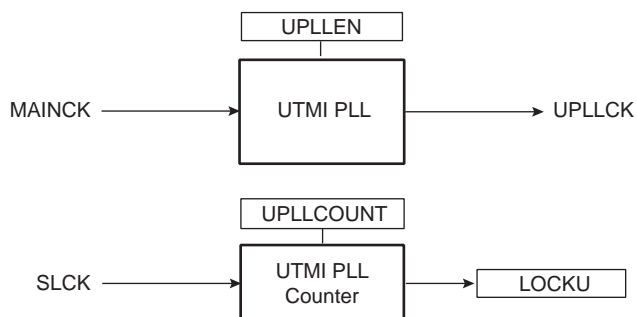 UPLLEN
MAINCK
UTMI PLL
UPLLCK
UPLLCOUNT
SLCK
UTMI PLL
Counter
LOCKU